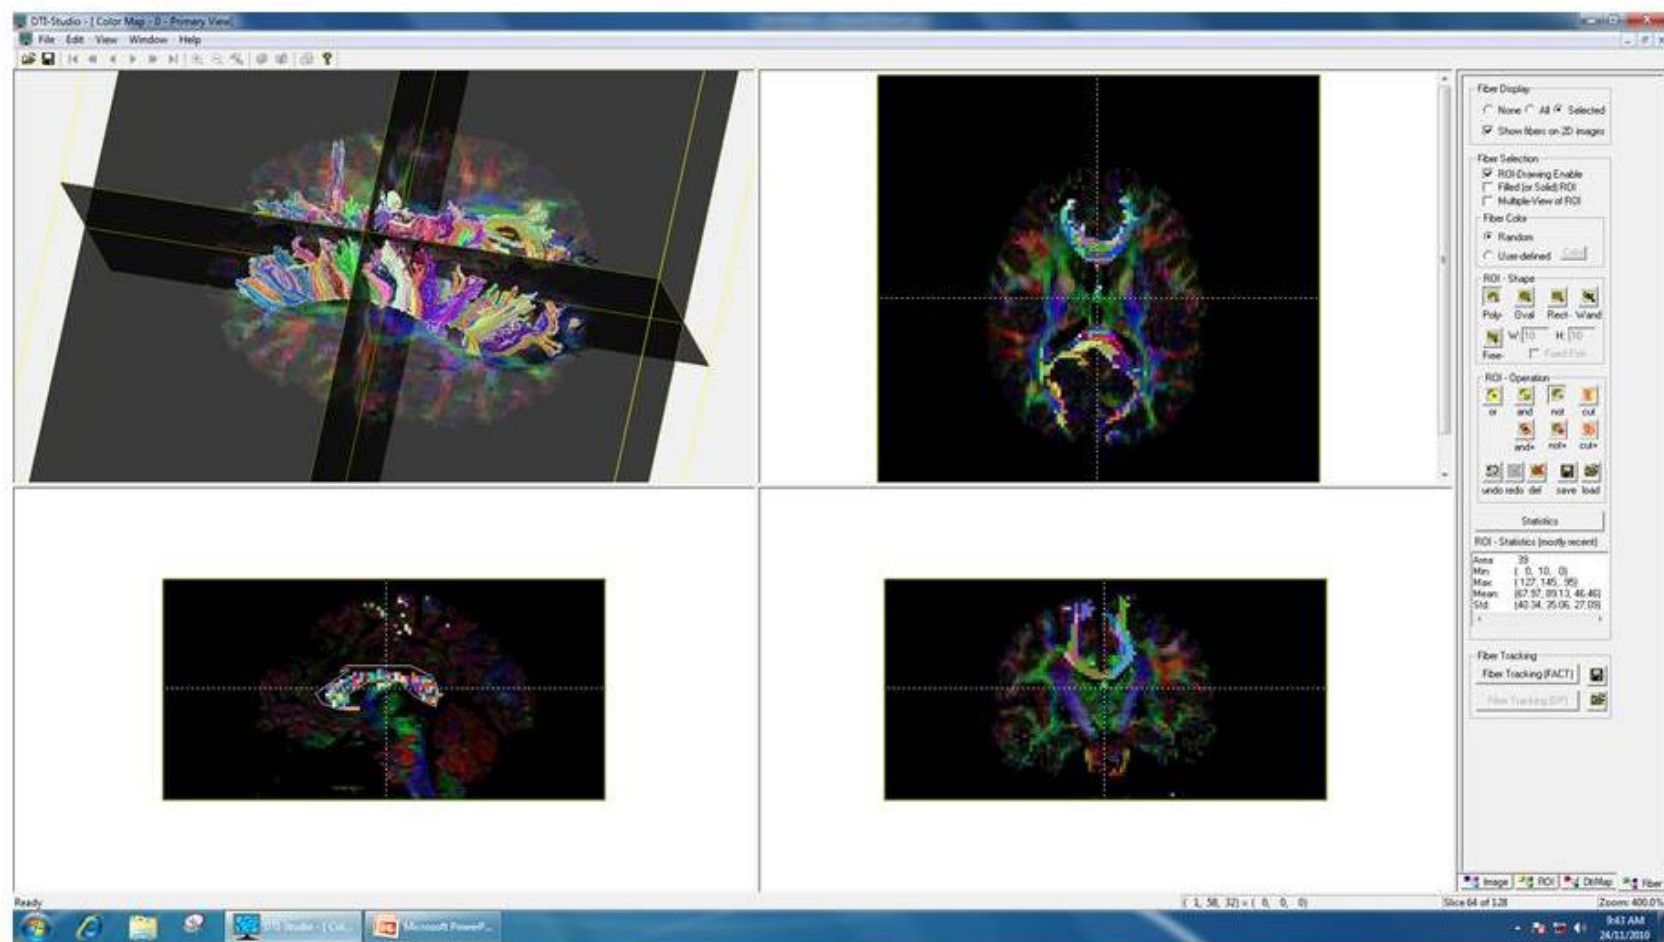 DTI-Studio - [ Color Map - 0 - Primary View]
File Edit View Window Help
Fiber Display
None All Selected
Show fibers on 2D images
Fiber Selection
ROI-Drawing Enable
Filled (or Solid) ROI
Multiple-View of ROI
Fiber Color
Random
User-defined Color
ROI - Shape
Poly- Oval Rect- Wand
W: 10 H: 10
Free-
ROI - Operation
or and not cut
and+ not+ cut+
undo redo del save load
Statistics
ROI - Statistics (mostly recent)
Area: 39
Min: ( 0, 10, 0)
Max: (127, 145, 95)
Mean: (67.97, 89.13, 46.46)
Std: (40.34, 35.06, 27.09)
Fiber Tracking
Fiber Tracking (FACT)
Image ROI DtiMap Fiber
Ready
( 1, 58, 32) = ( 0, 0, 0)
Slice 64 of 128
Zoom: 400.0%
DTI-Studio - [ Col...
Microsoft PowerP...
9:43 AM
24/11/2010